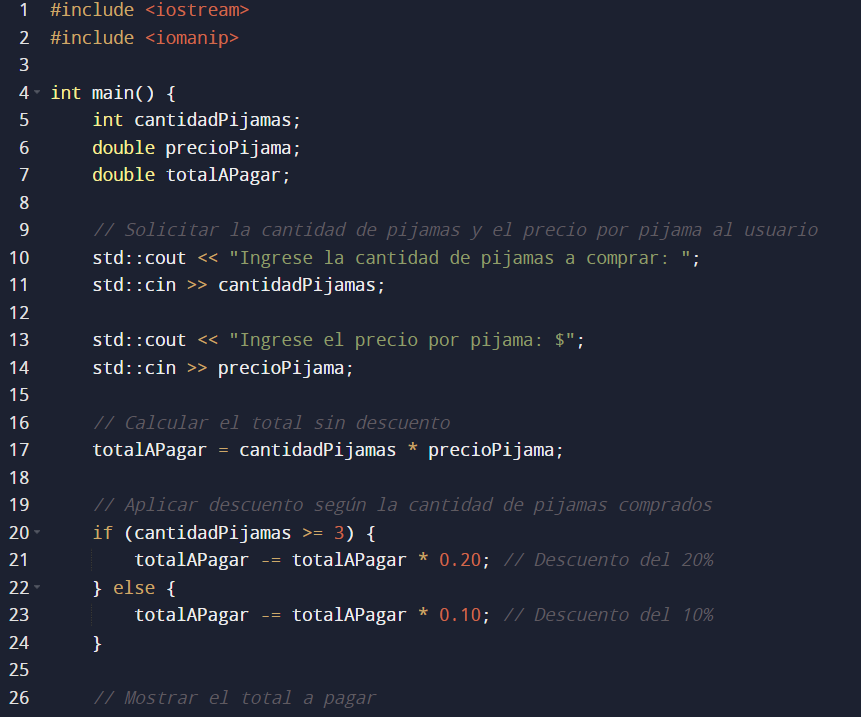 1 #include <iostream>
2 #include <iomanip>
3
4 int main() {
5     int cantidadPijamas;
6     double precioPijama;
7     double totalAPagar;
8
9     // Solicitar la cantidad de pijamas y el precio por pijama al usuario
10     std::cout << "Ingrese la cantidad de pijamas a comprar: ";
11     std::cin >> cantidadPijamas;
12
13     std::cout << "Ingrese el precio por pijama: $";
14     std::cin >> precioPijama;
15
16     // Calcular el total sin descuento
17     totalAPagar = cantidadPijamas * precioPijama;
18
19     // Aplicar descuento según la cantidad de pijamas comprados
20     if (cantidadPijamas >= 3) {
21         totalAPagar -= totalAPagar * 0.20; // Descuento del 20%
22     } else {
23         totalAPagar -= totalAPagar * 0.10; // Descuento del 10%
24     }
25
26     // Mostrar el total a pagar